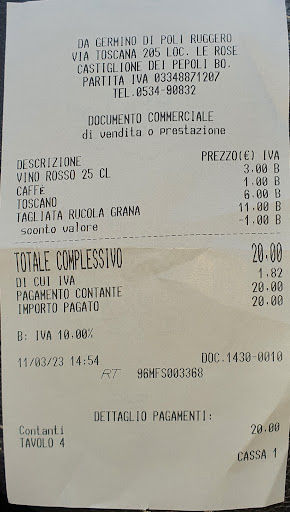 DA GERMINO DI POLI RUGGERO
VIA TOSCANA 205 LOC. LE ROSE
CASTIGLIONE DEI PEPOLI BO.
PARTITA IVA 03348871207
TEL.0534-90832
DOCUMENTO COMMERCIALE
di vendita o prestazione
DESCRIZIONE PREZZO(€) IVA
VINO ROSSO 25 CL 3.00 B
CAFFÈ 1.00 B
TOSCANO 6.00 B
TAGLIATA RUCOLA GRANA 11.00 B
sconto valore -1.00 B
TOTALE COMPLESSIVO 20.00
DI CUI IVA 1.82
PAGAMENTO CONTANTE 20.00
IMPORTO PAGATO 20.00
B: IVA 10.00%
11/03/23 14:54 DOC.1430-0010
RT 96MFS003368
DETTAGLIO PAGAMENTI:
Contanti 20.00
TAVOLO 4
CASSA 1